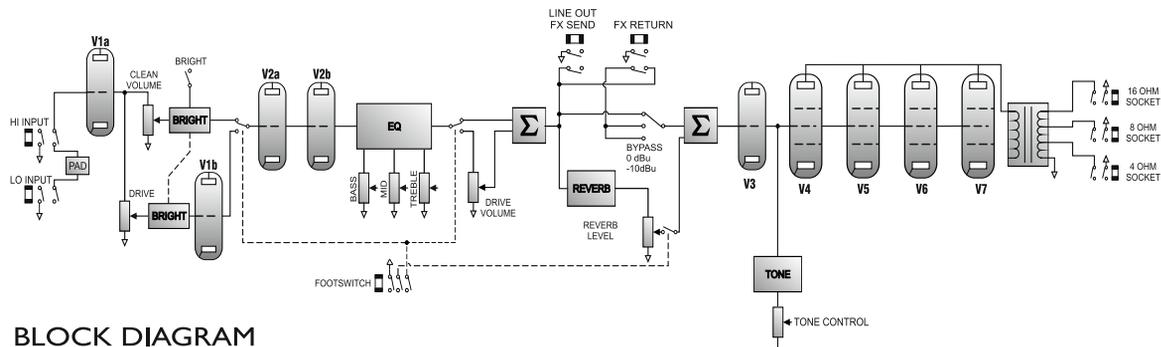 LINE OUT
FX SEND
FX RETURN
V1a
CLEAN
VOLUME
BRIGHT
V2a
V2b
BRIGHT
EQ
Σ
Σ
HI INPUT
PAD
LO INPUT
V1b
DRIVE
BRIGHT
BASS
MID
TREBLE
DRIVE
VOLUME
BYPASS
0 dBu
-10dBu
REVERB
REVERB
LEVEL
FOOTSWITCH
V3
V4
V5
V6
V7
16 OHM
SOCKET
8 OHM
SOCKET
4 OHM
SOCKET
TONE
TONE CONTROL
BLOCK DIAGRAM